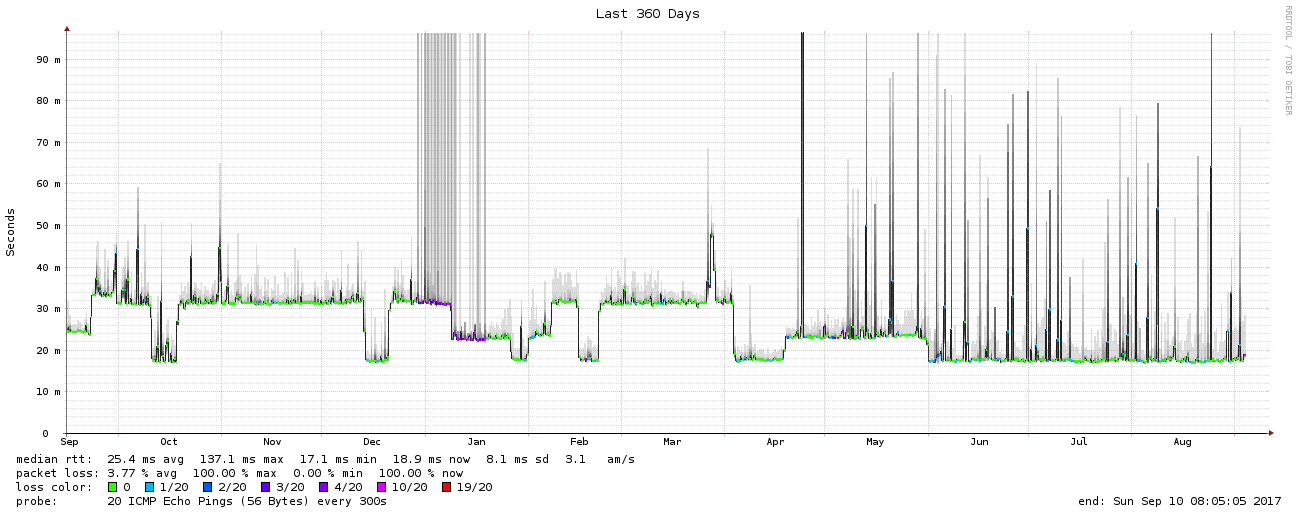 Last 360 Days
RRDTOOL / TOBI OETIKER
Seconds
90 m
80 m
70 m
60 m
50 m
40 m
30 m
20 m
10 m
0
Sep Oct Nov Dec Jan Feb Mar Apr May Jun Jul Aug
median rtt: 25.4 ms avg 137.1 ms max 17.1 ms min 18.9 ms now 8.1 ms sd 3.1 am/s
packet loss: 3.77 % avg 100.00 % max 0.00 % min 100.00 % now
loss color: 0 1/20 2/20 3/20 4/20 10/20 19/20
probe: 20 ICMP Echo Pings (56 Bytes) every 300s end: Sun Sep 10 08:05:05 2017